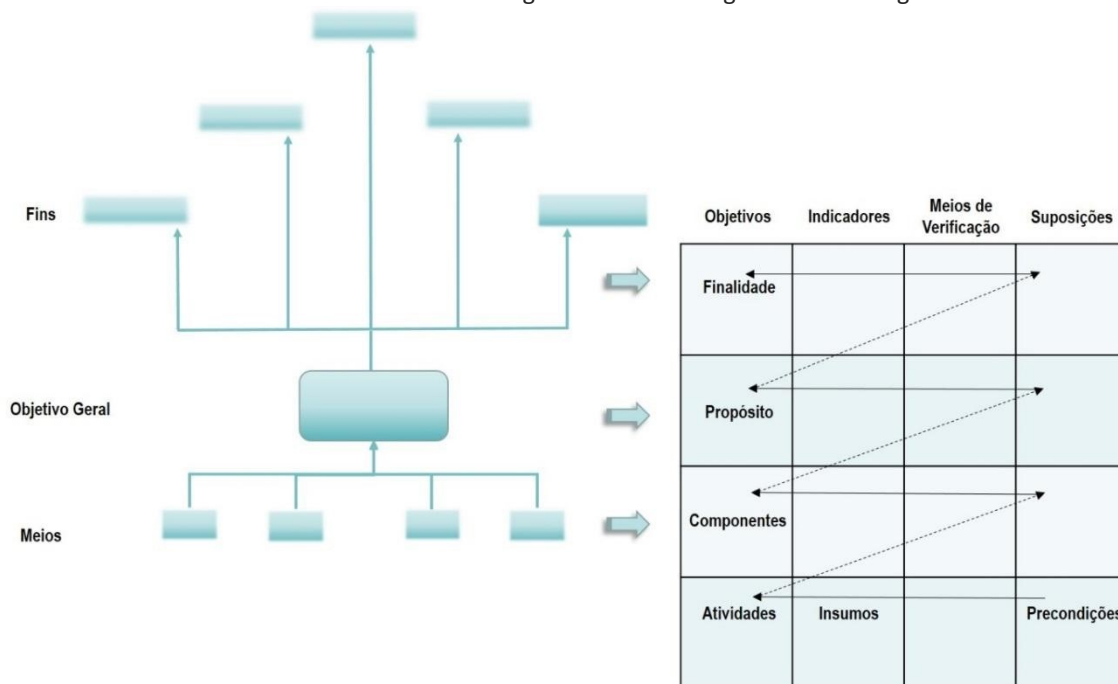 Fins
Objetivo Geral
Meios
Objetivos
Indicadores
Meios de
Verificação
Suposições
Finalidade
Propósito
Componentes
Atividades
Insumos
Precondições